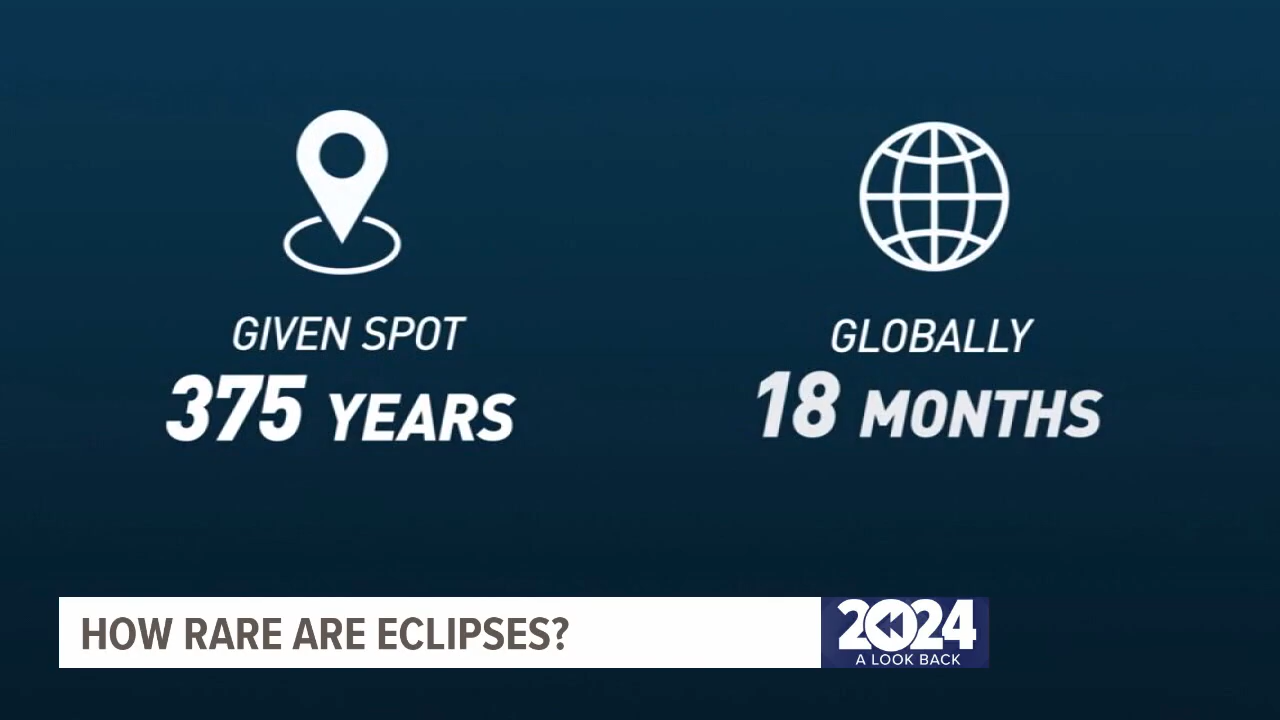 GIVEN SPOT
375 YEARS
GLOBALLY
18 MONTHS
HOW RARE ARE ECLIPSES?
2024
A LOOK BACK